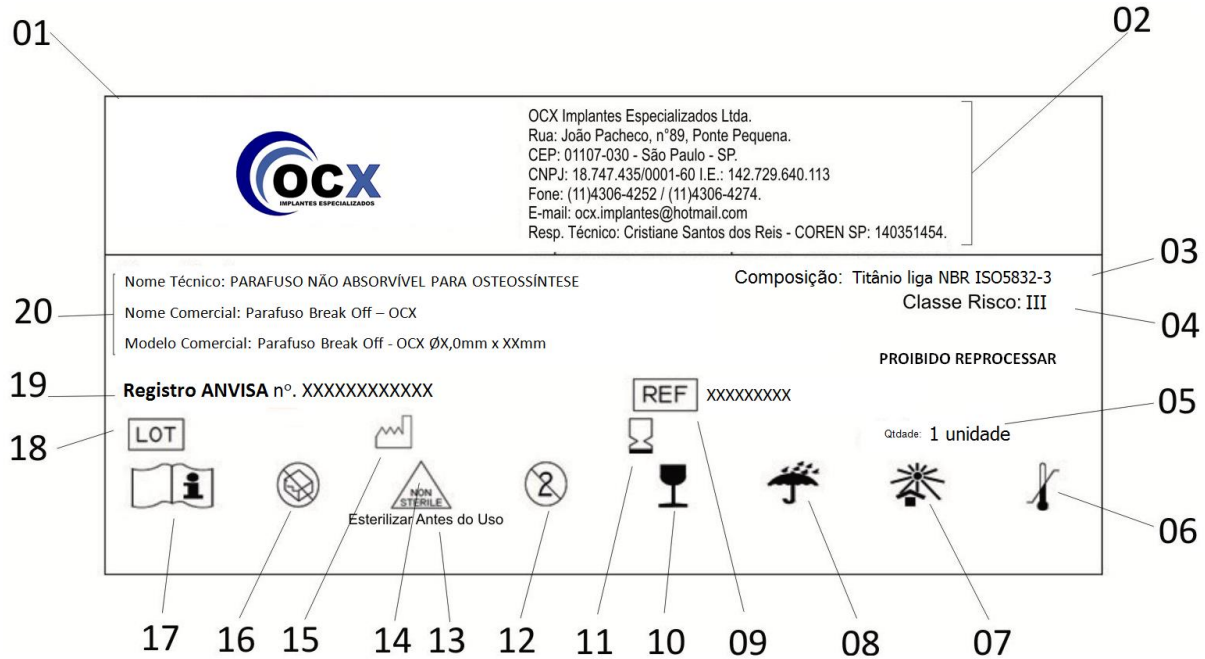 01
02
OCX
IMPLANTES ESPECIALIZADOS
OCX Implantes Especializados Ltda.
Rua: João Pacheco, n°89, Ponte Pequena.
CEP: 01107-030 - São Paulo - SP.
CNPJ: 18.747.435/0001-60 I.E.: 142.729.640.113
Fone: (11)4306-4252 / (11)4306-4274.
E-mail: ocx.implantes@hotmail.com
Resp. Técnico: Cristiane Santos dos Reis - COREN SP: 140351454.
03
Composição: Titânio liga NBR ISO5832-3
Classe Risco: III
04
20
Nome Técnico: PARAFUSO NÃO ABSORVÍVEL PARA OSTEOSSÍNTESE
Nome Comercial: Parafuso Break Off – OCX
Modelo Comercial: Parafuso Break Off - OCX ØX,0mm x XXmm
PROIBIDO REPROCESSAR
19
Registro ANVISA nº. XXXXXXXXXXXX
REF XXXXXXXXX
05
18
LOT
Qtdade: 1 unidade
NON
STERILE
2
Esterilizar Antes do Uso
06
17 16 15 14 13 12 11 10 09 08 07